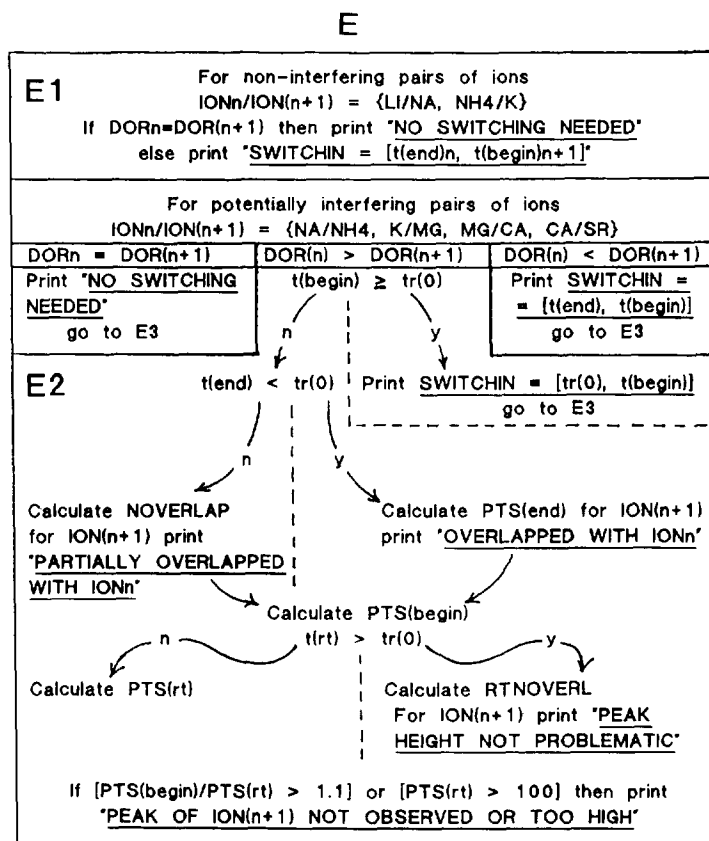 E
E1
For non-interfering pairs of ions
IONn/ION(n+1) = {LI/NA, NH4/K}
If DORn=DOR(n+1) then print "NO SWITCHING NEEDED"
else print "SWITCHIN = [t(end)n, t(begin)n+1]"
For potentially interfering pairs of ions
IONn/ION(n+1) = {NA/NH4, K/MG, MG/CA, CA/SR}
DORn = DOR(n+1)
Print "NO SWITCHING
NEEDED"
go to E3
DOR(n) > DOR(n+1)
t(begin) ≥ tr(0)
n
y
DOR(n) < DOR(n+1)
Print SWITCHIN =
= [t(end), t(begin)]
go to E3
E2
t(end) < tr(0)
Print SWITCHIN = [tr(0), t(begin)]
go to E3
n
y
Calculate NOVERLAP
for ION(n+1) print
"PARTIALLY OVERLAPPED
WITH IONn"
Calculate PTS(end) for ION(n+1)
print "OVERLAPPED WITH IONn"
Calculate PTS(begin)
n
t(rt) > tr(0)
y
Calculate PTS(rt)
Calculate RTNOVERL
For ION(n+1) print "PEAK
HEIGHT NOT PROBLEMATIC"
If [PTS(begin)/PTS(rt) > 1.1] or [PTS(rt) > 100] then print
"PEAK OF ION(n+1) NOT OBSERVED OR TOO HIGH"